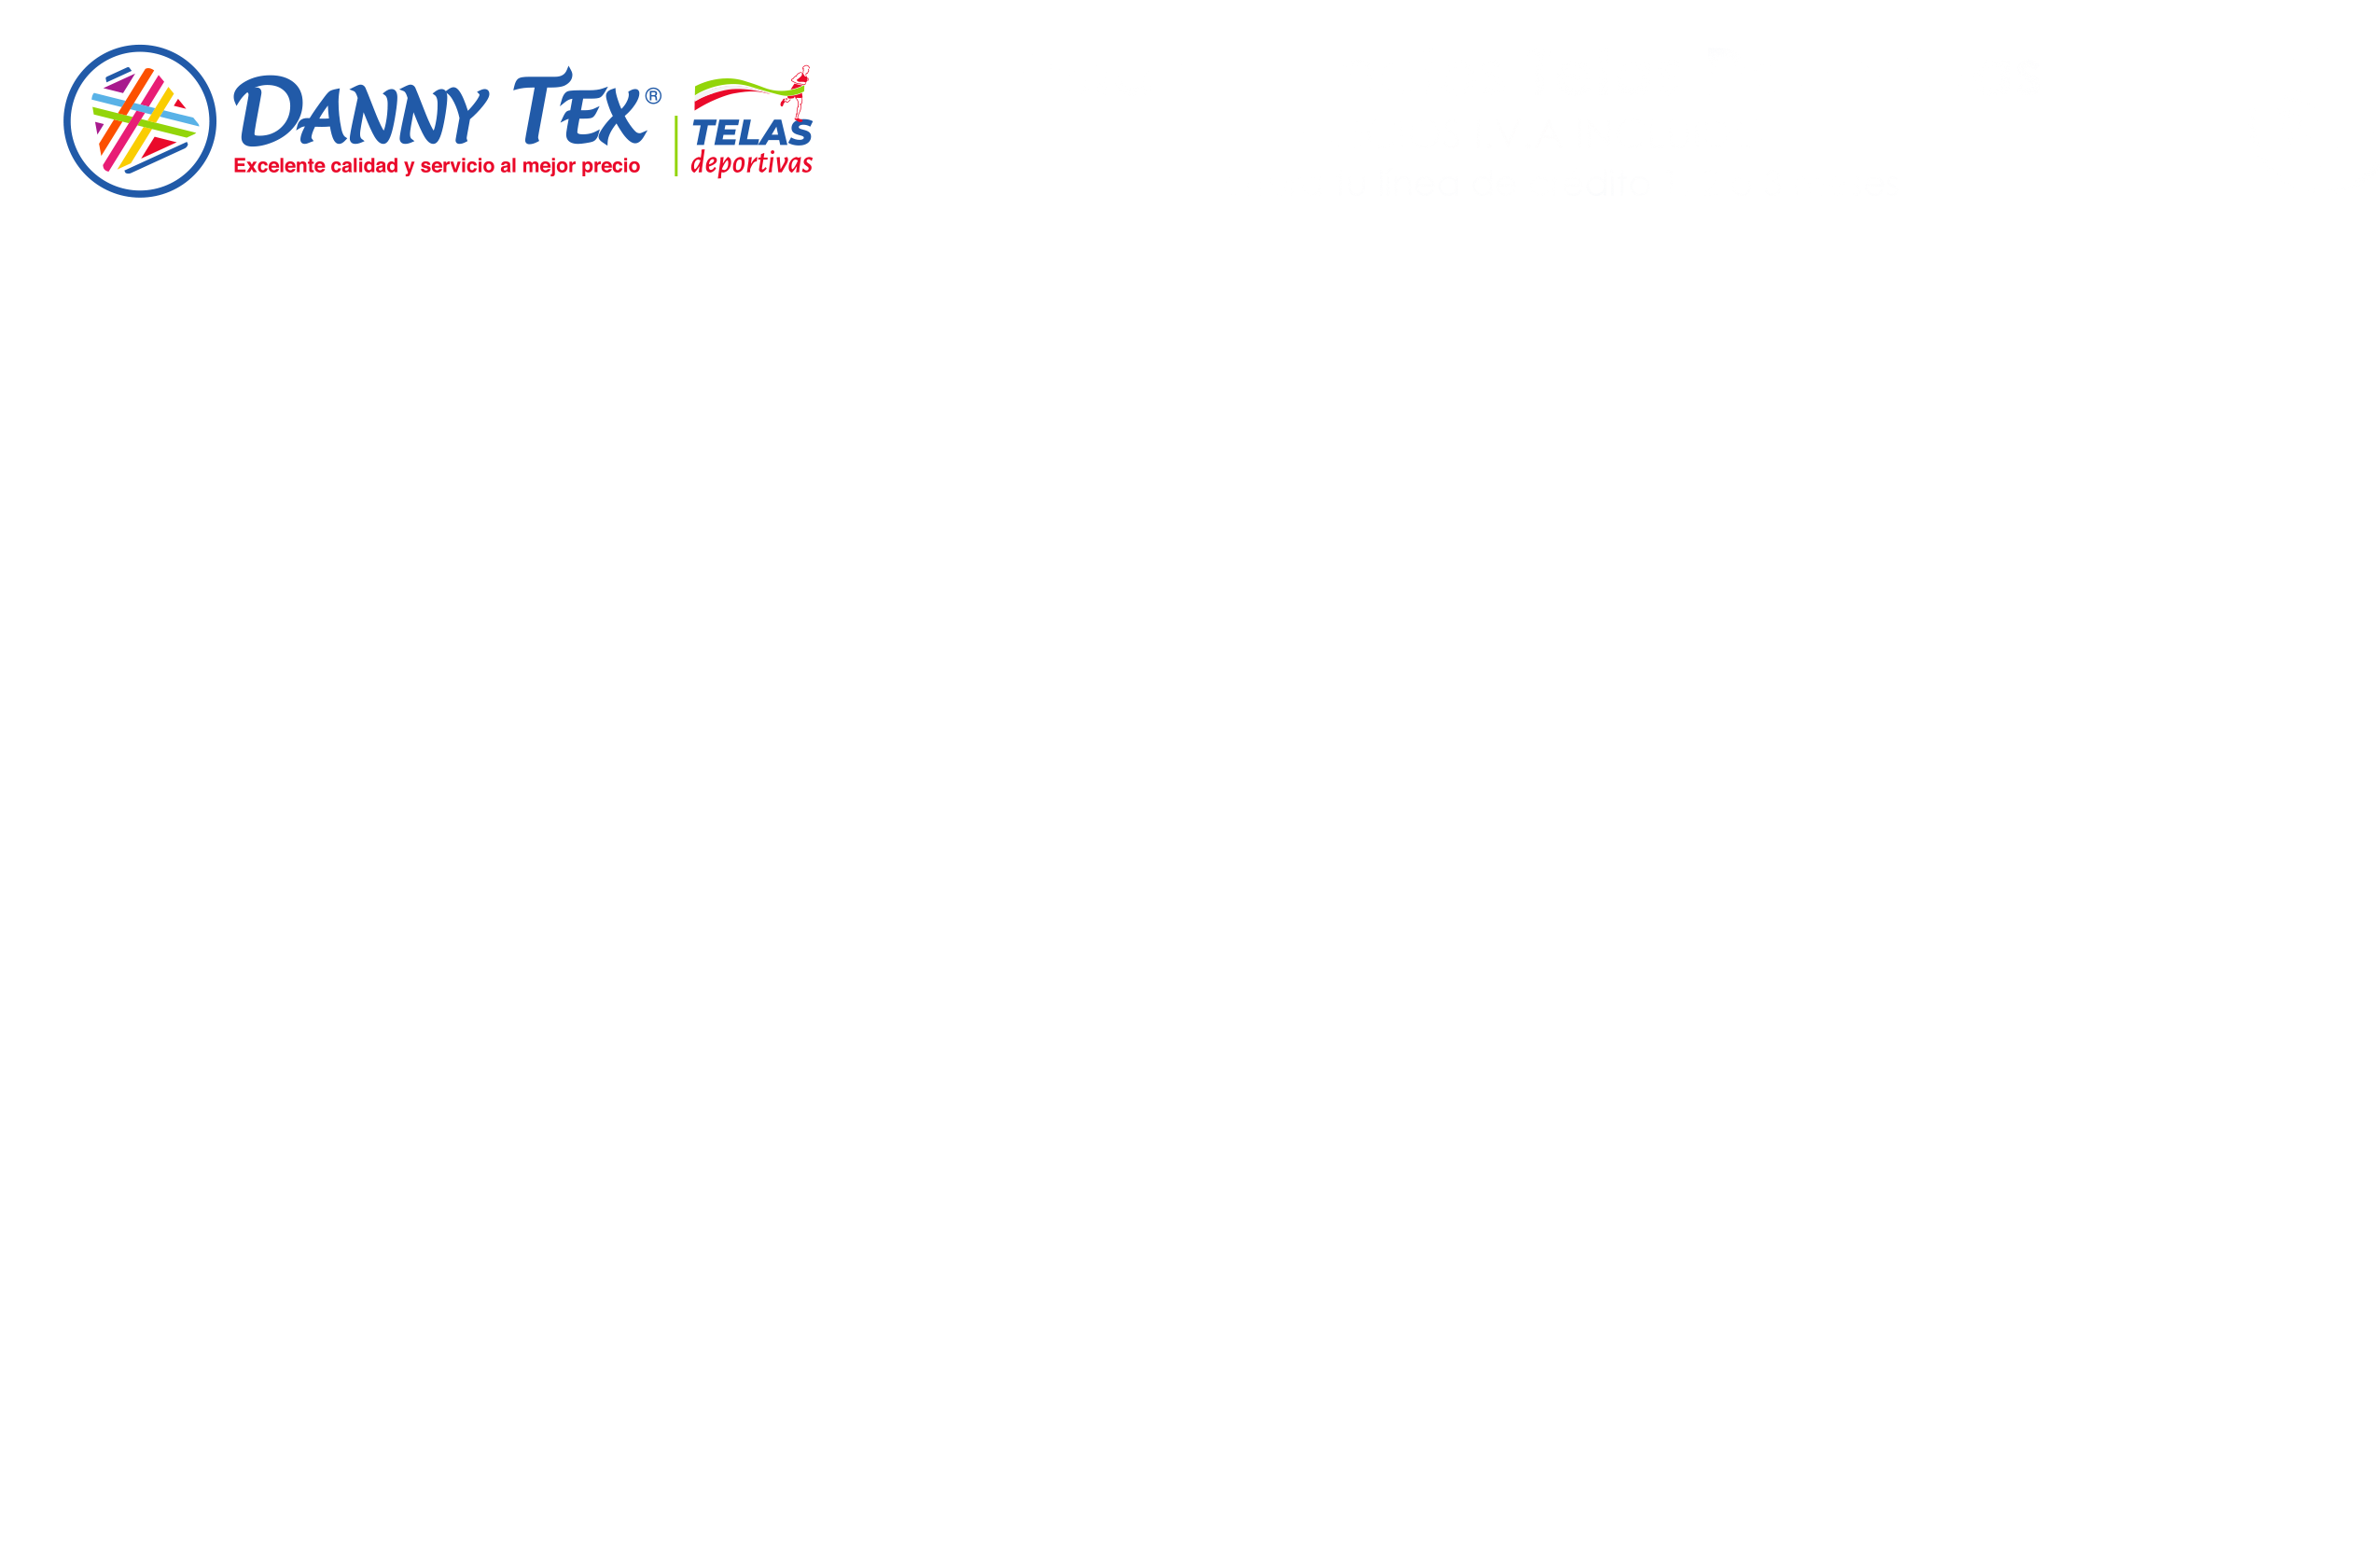 DANNY TEX ®
Excelente calidad y servicio al mejor precio
TELAS
deportivas